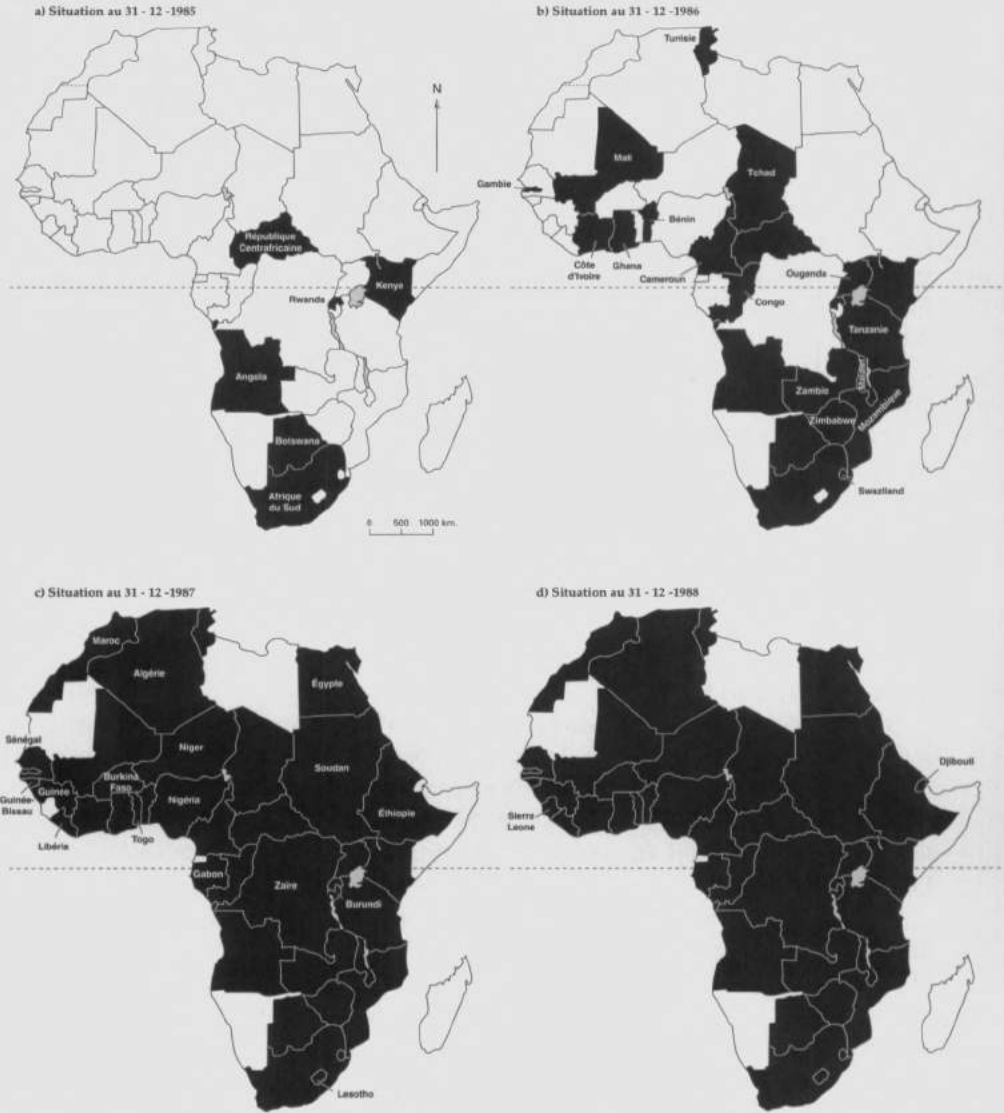 a) Situation au 31 - 12 -1985
N
République
Centrafricaine
Kenya
Rwanda
Angola
Botswana
Afrique
du Sud
0 500 1000 km.
b) Situation au 31 - 12 -1986
Tunisie
Mali
Tchad
Gambie
Bénin
Côte
d'Ivoire
Ghana
Cameroun
Ouganda
Congo
Tanzanie
Malawi
Zambie
Mozambique
Zimbabwe
Swaziland
c) Situation au 31 - 12 -1987
Maroc
Algérie
Égypte
Sénégal
Niger
Soudan
Burkina
Faso
Guinée
Guinée-
Bissau
Nigéria
Éthiopie
Libéria
Togo
Gabon
Zaïre
Burundi
Lesotho
d) Situation au 31 - 12 -1988
Djibouti
Sierra
Leone